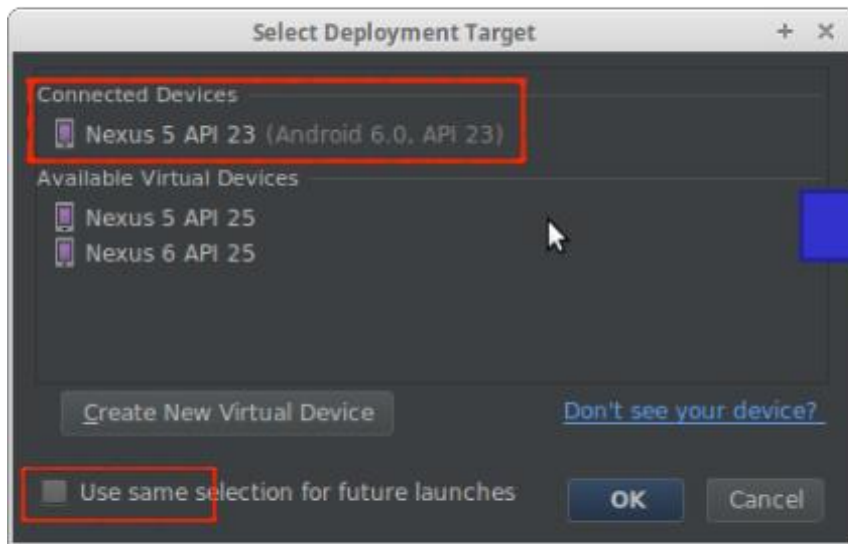 Select Deployment Target
Connected Devices
Nexus 5 API 23 (Android 6.0, API 23)
Available Virtual Devices
Nexus 5 API 25
Nexus 6 API 25
Create New Virtual Device
Don't see your device?
Use same selection for future launches
OK
Cancel